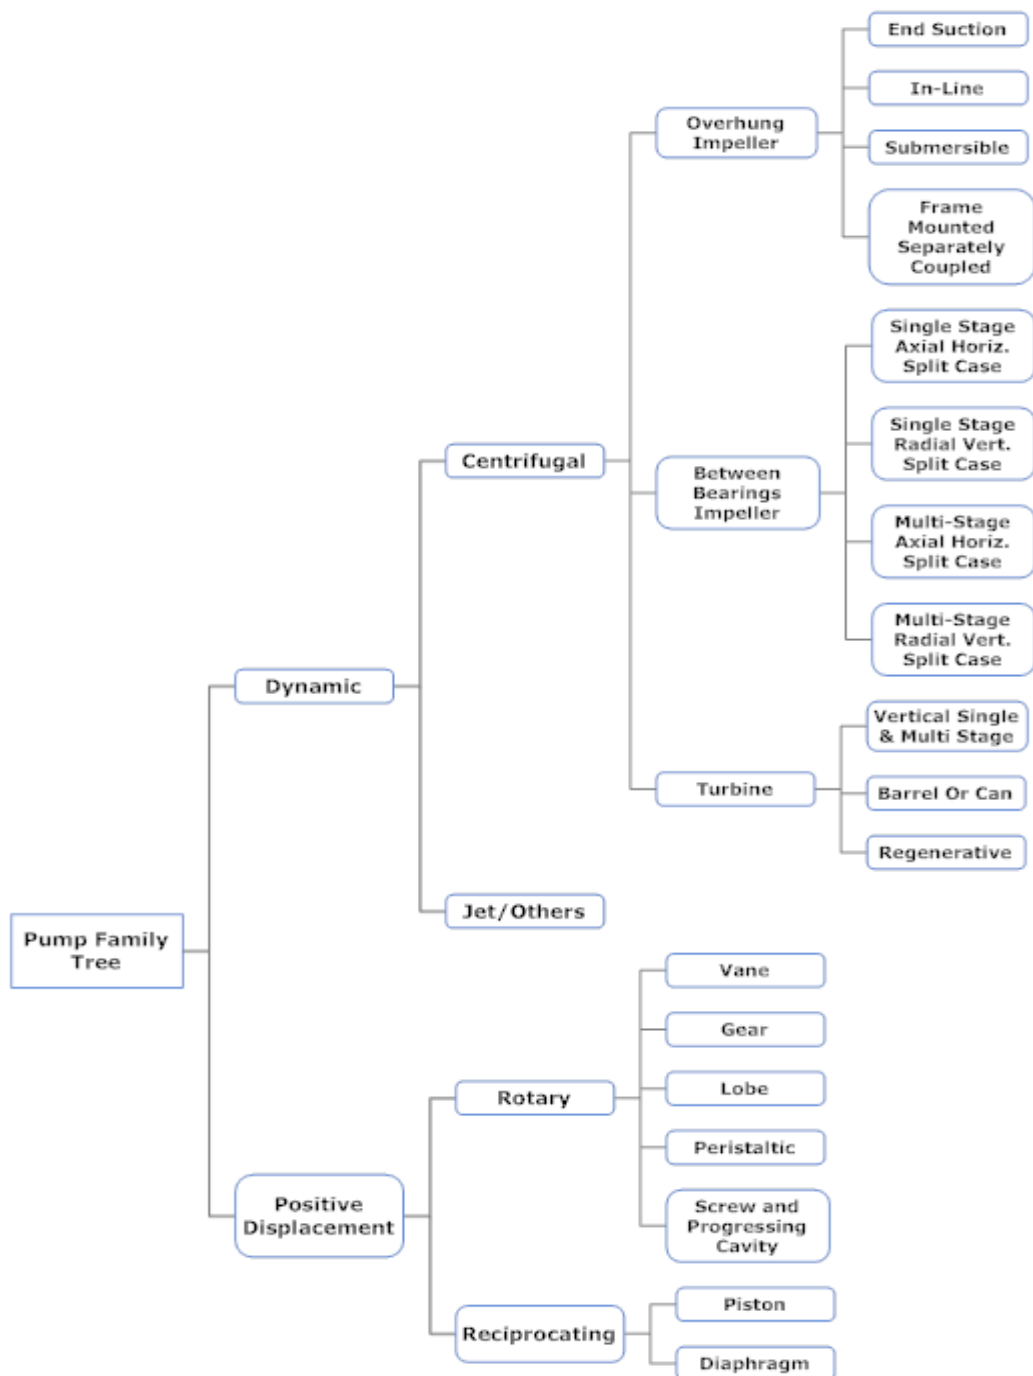 End Suction
In-Line
Overhung
Impeller
Submersible
Frame
Mounted
Separately
Coupled
Single Stage
Axial Horiz.
Split Case
Single Stage
Radial Vert.
Split Case
Centrifugal
Between
Bearings
Impeller
Multi-Stage
Axial Horiz.
Split Case
Multi-Stage
Radial Vert.
Split Case
Dynamic
Vertical Single
& Multi Stage
Turbine
Barrel Or Can
Regenerative
Jet/Others
Pump Family
Tree
Vane
Gear
Rotary
Lobe
Peristaltic
Positive
Displacement
Screw and
Progressing
Cavity
Reciprocating
Piston
Diaphragm